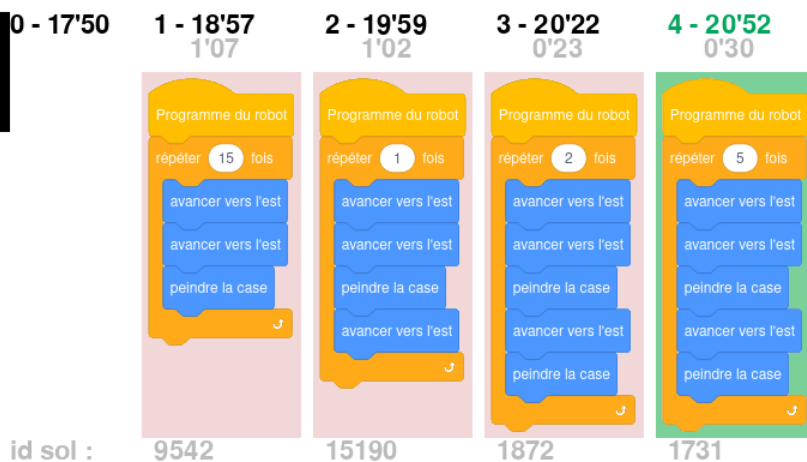 0 - 17'50 1 - 18'57 2 - 19'59 3 - 20'22 4 - 20'52
1'07 1'02 0'23 0'30
Programme du robot Programme du robot Programme du robot Programme du robot
répéter 15 fois répéter 1 fois répéter 2 fois répéter 5 fois
avancer vers l'est avancer vers l'est avancer vers l'est avancer vers l'est
avancer vers l'est avancer vers l'est avancer vers l'est avancer vers l'est
peindre la case peindre la case peindre la case peindre la case
avancer vers l'est avancer vers l'est avancer vers l'est
peindre la case peindre la case
id sol : 9542 15190 1872 1731